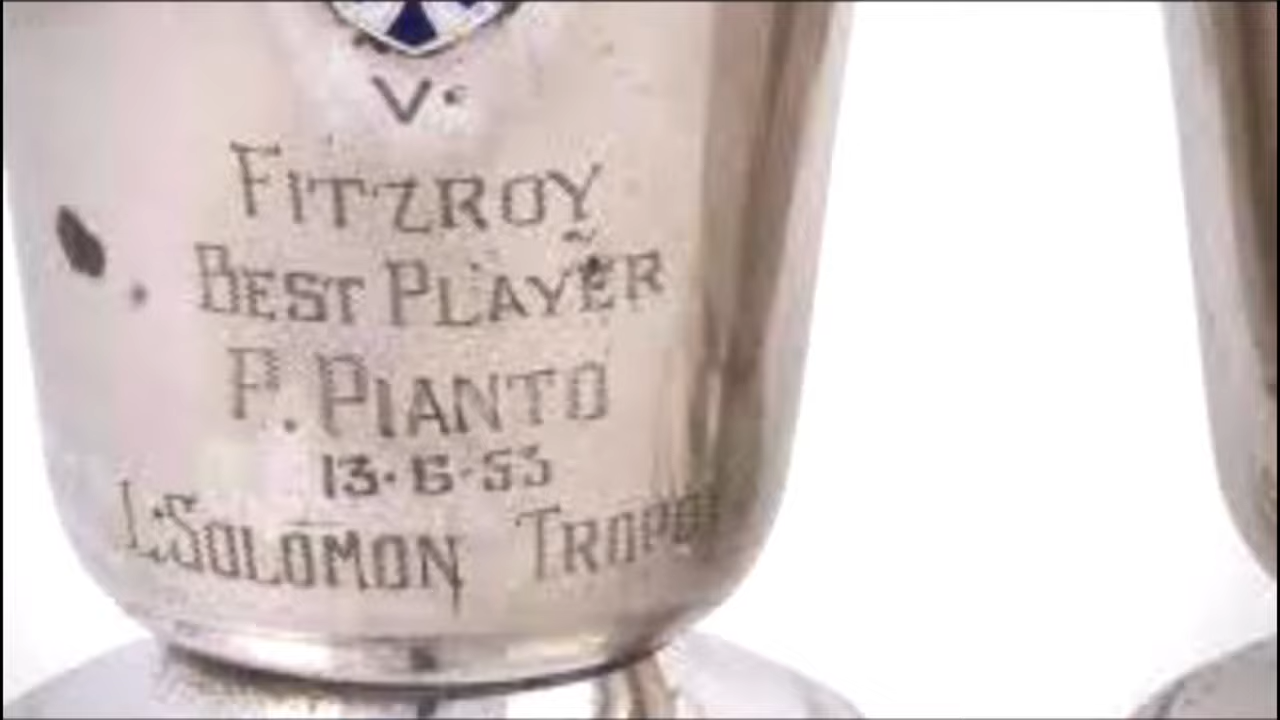 V.
FITZROY
BEST PLAYER
P. PIANTO
13.6.53
L. SOLOMON